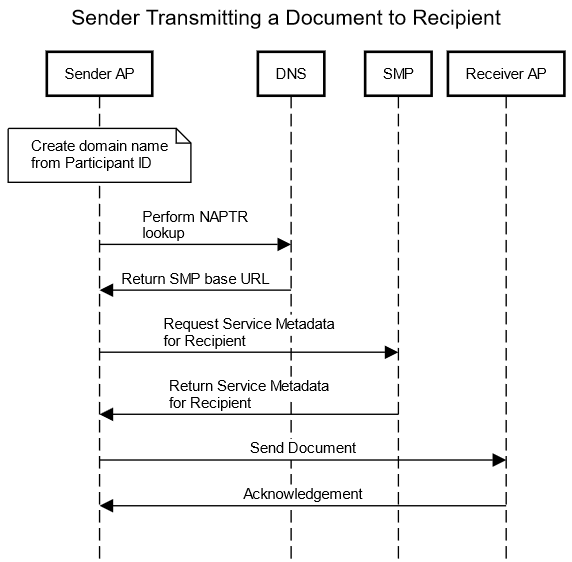 Sender Transmitting a Document to Recipient
Sender AP
DNS
SMP
Receiver AP
Create domain name
from Participant ID
Perform NAPTR
lookup
Return SMP base URL
Request Service Metadata
for Recipient
Return Service Metadata
for Recipient
Send Document
Acknowledgement